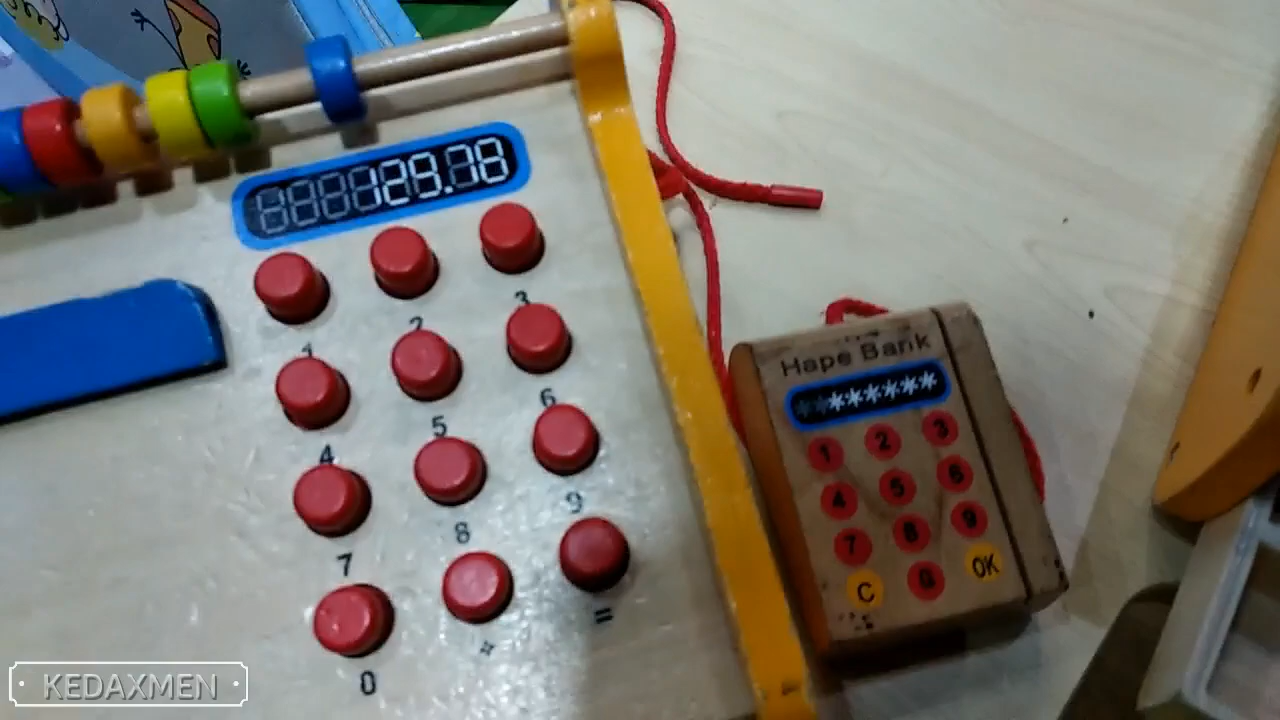 129.78
1 2 3
4 5 6
7 8 9
0 + =
Hape Bank
********
1 2 3
4 5 6
7 8 9
C 0 OK
KEDAXMEN